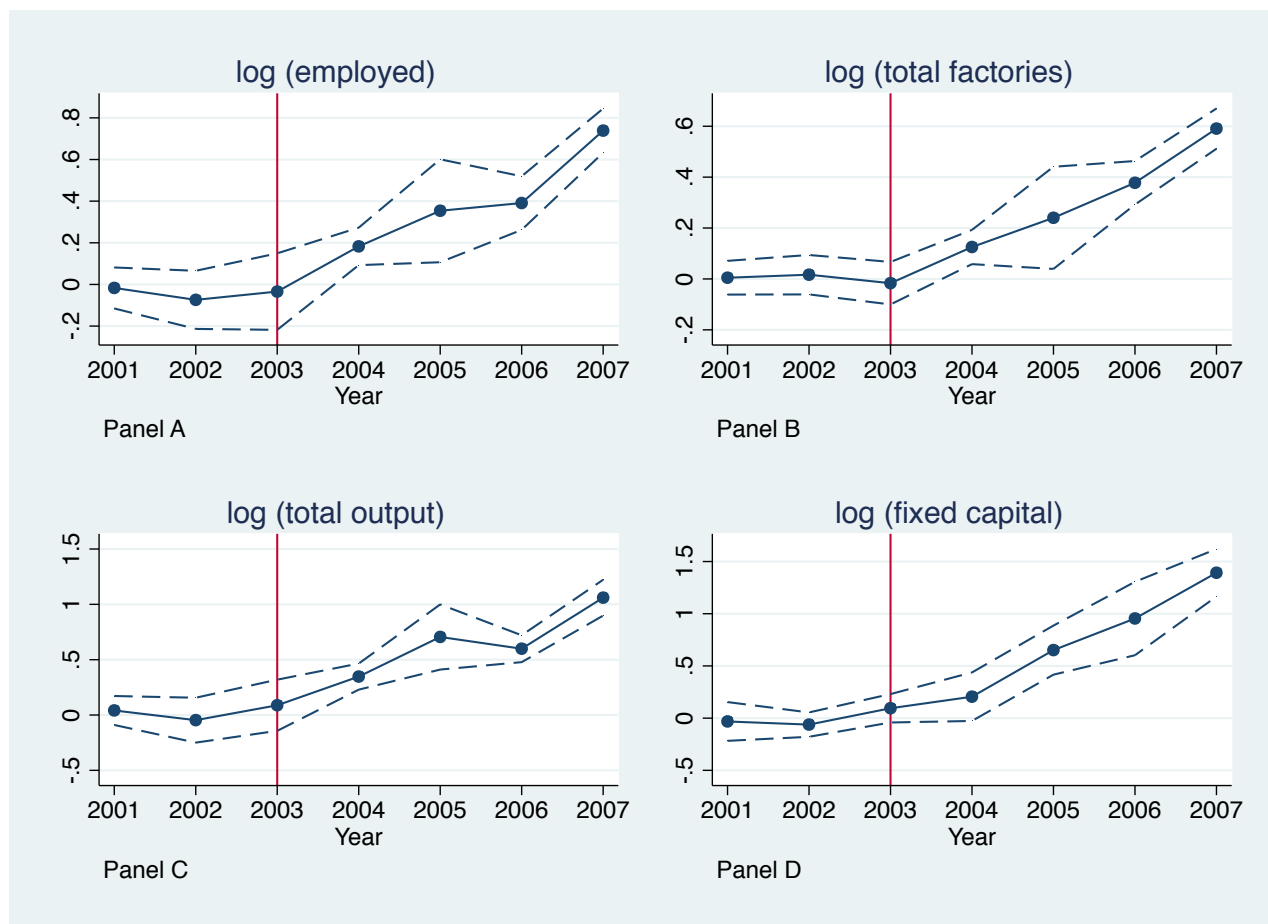 log (employed)
.8
.6
.4
.2
0
-.2
2001 2002 2003 2004 2005 2006 2007
Year
Panel A
log (total factories)
.6
.4
.2
0
-.2
2001 2002 2003 2004 2005 2006 2007
Year
Panel B
log (total output)
1.5
1
.5
0
-.5
2001 2002 2003 2004 2005 2006 2007
Year
Panel C
log (fixed capital)
1.5
1
.5
0
-.5
2001 2002 2003 2004 2005 2006 2007
Year
Panel D